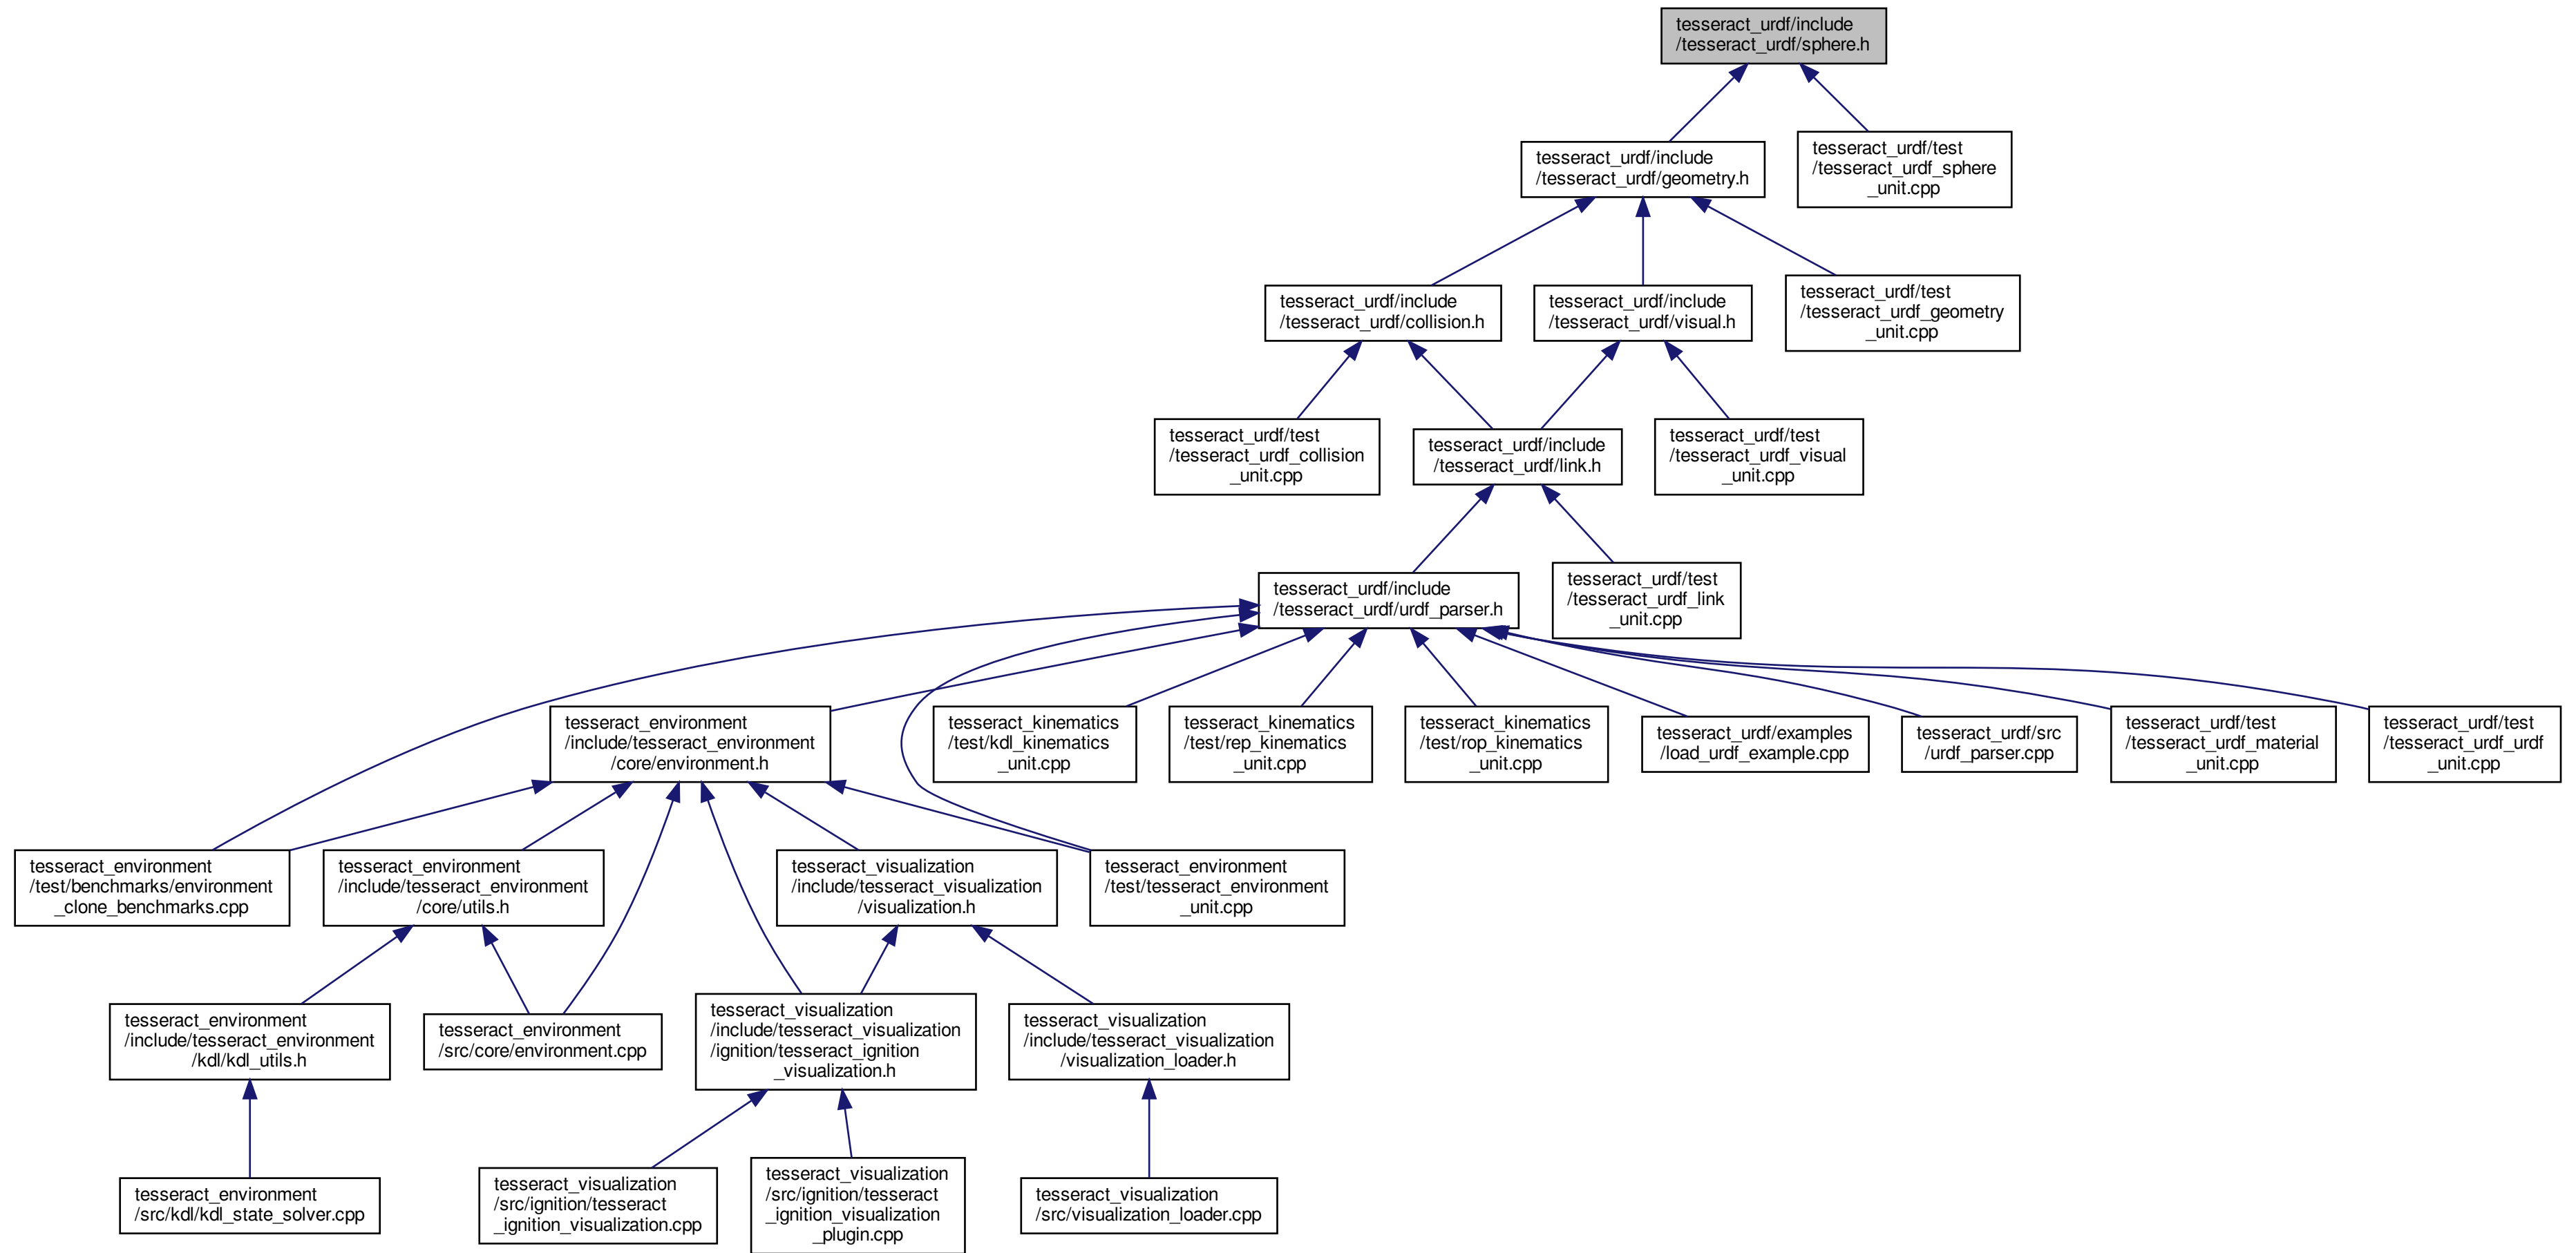 tesseract_urdf/include
/tesseract_urdf/sphere.h
tesseract_urdf/include
/tesseract_urdf/geometry.h
tesseract_urdf/test
/tesseract_urdf_sphere
_unit.cpp
tesseract_urdf/include
/tesseract_urdf/collision.h
tesseract_urdf/include
/tesseract_urdf/visual.h
tesseract_urdf/test
/tesseract_urdf_geometry
_unit.cpp
tesseract_urdf/test
/tesseract_urdf_collision
_unit.cpp
tesseract_urdf/include
/tesseract_urdf/link.h
tesseract_urdf/test
/tesseract_urdf_visual
_unit.cpp
tesseract_urdf/include
/tesseract_urdf/urdf_parser.h
tesseract_urdf/test
/tesseract_urdf_link
_unit.cpp
tesseract_environment
/include/tesseract_environment
/core/environment.h
tesseract_kinematics
/test/kdl_kinematics
_unit.cpp
tesseract_kinematics
/test/rep_kinematics
_unit.cpp
tesseract_kinematics
/test/rop_kinematics
_unit.cpp
tesseract_urdf/examples
/load_urdf_example.cpp
tesseract_urdf/src
/urdf_parser.cpp
tesseract_urdf/test
/tesseract_urdf_material
_unit.cpp
tesseract_urdf/test
/tesseract_urdf_urdf
_unit.cpp
tesseract_environment
/test/benchmarks/environment
_clone_benchmarks.cpp
tesseract_environment
/include/tesseract_environment
/core/utils.h
tesseract_visualization
/include/tesseract_visualization
/visualization.h
tesseract_environment
/test/tesseract_environment
_unit.cpp
tesseract_environment
/include/tesseract_environment
/kdl/kdl_utils.h
tesseract_environment
/src/core/environment.cpp
tesseract_visualization
/include/tesseract_visualization
/ignition/tesseract_ignition
_visualization.h
tesseract_visualization
/include/tesseract_visualization
/visualization_loader.h
tesseract_environment
/src/kdl/kdl_state_solver.cpp
tesseract_visualization
/src/ignition/tesseract
_ignition_visualization.cpp
tesseract_visualization
/src/ignition/tesseract
_ignition_visualization
_plugin.cpp
tesseract_visualization
/src/visualization_loader.cpp